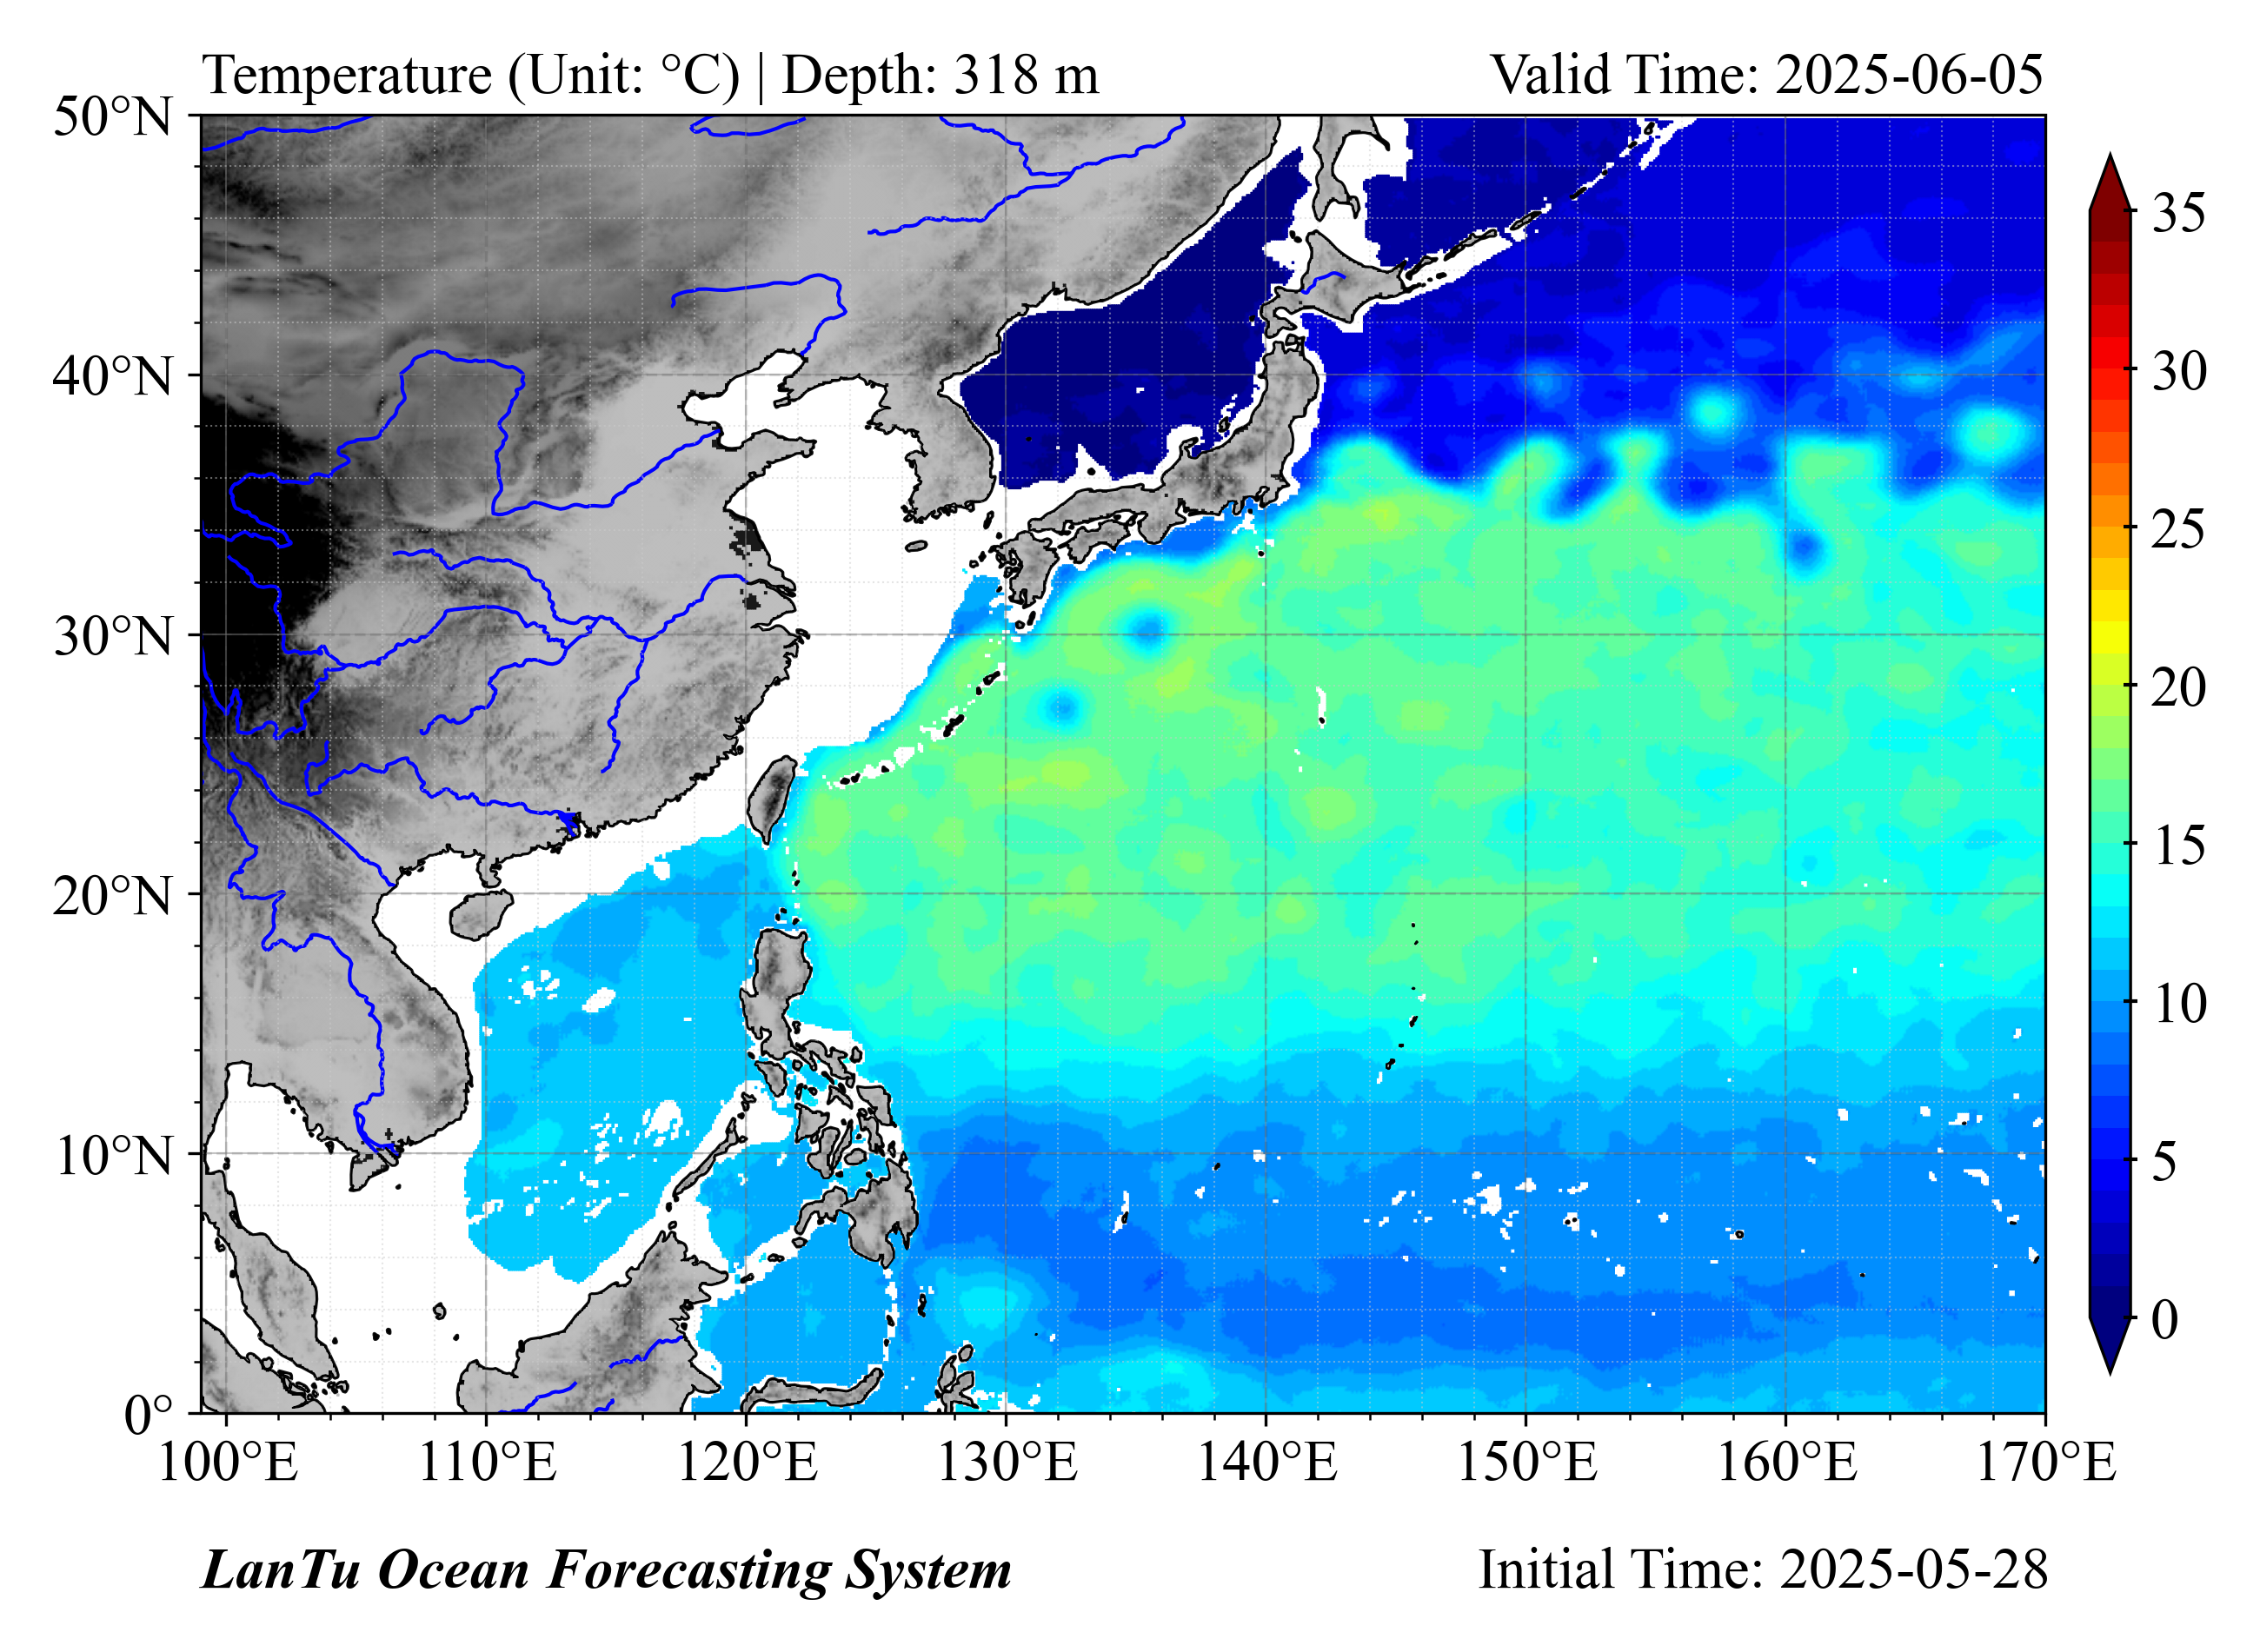 Temperature (Unit: °C) | Depth: 318 m
Valid Time: 2025-06-05
50°N
40°N
30°N
20°N
10°N
0°
100°E
110°E
120°E
130°E
140°E
150°E
160°E
170°E
35
30
25
20
15
10
5
0
LanTu Ocean Forecasting System
Initial Time: 2025-05-28